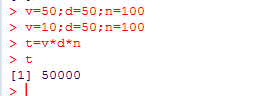 > v=50;d=50;n=100
> v=10;d=50;n=100
> t=v*d*n
> t
[1] 50000
>